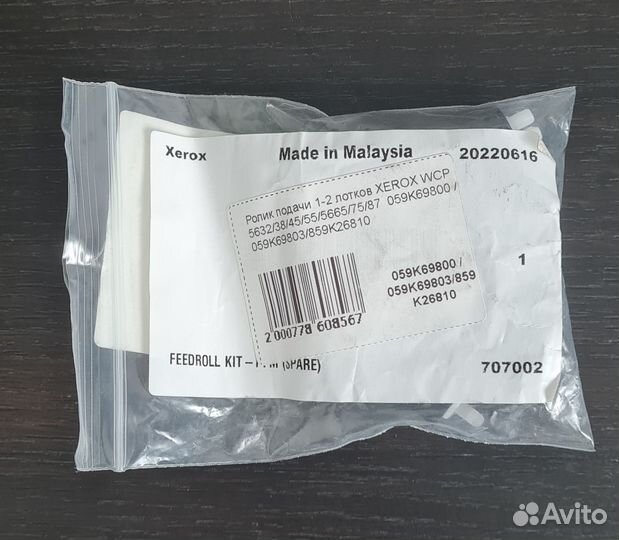 Xerox Made in Malaysia 20220616
Ролик подачи 1-2 лотков XEROX WCP
5632/38/45/55/5665/75/87 059K69800 /
059K69803/859K26810
1
059K69800 /
059K69803/859
K26810
2 000778 608567
FEEDROLL KIT – (SPARE)
707002
Avito